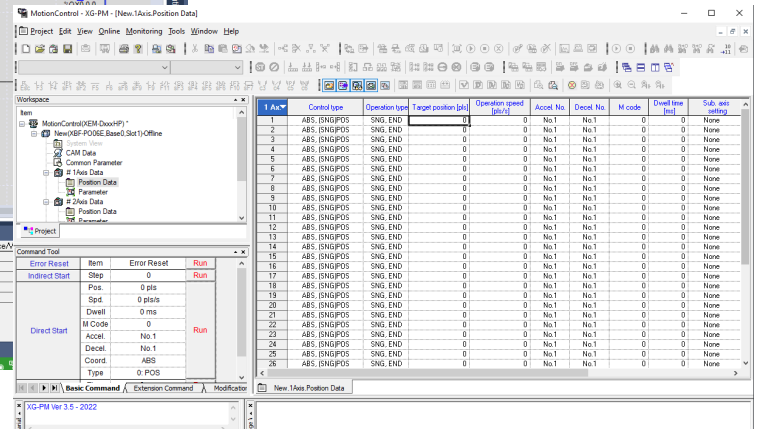 MotionControl - XG-PM - [New.1Axis.Position Data]
Project Edit View Online Monitoring Tools Window Help
Workspace
Item
MotionControl(XEM-DxxxHP) *
New(XBF-PO06E,Base0,Slot1)-Offline
System View
CAM Data
Common Parameter
# 1Axis Data
Position Data
Parameter
# 2Axis Data
Position Data
Parameter
Project
Command Tool
Error Reset Item Error Reset Run
Indirect Start Step 0 Run
Direct Start Run
Pos. 0 pls
Spd. 0 pls/s
Dwell 0 ms
M Code 0
Accel. No.1
Decel. No.1
Coord. ABS
Type 0: POS
Basic Command Extension Command Modification
1 Ax Control type Operation type Target position [pls] Operation speed [pls/s] Accel. No. Decel. No. M code Dwell time [ms] Sub. axis setting
1 ABS, (SNG)POS SNG, END 0 0 No.1 No.1 0 0 None
2 ABS, (SNG)POS SNG, END 0 0 No.1 No.1 0 0 None
3 ABS, (SNG)POS SNG, END 0 0 No.1 No.1 0 0 None
4 ABS, (SNG)POS SNG, END 0 0 No.1 No.1 0 0 None
5 ABS, (SNG)POS SNG, END 0 0 No.1 No.1 0 0 None
6 ABS, (SNG)POS SNG, END 0 0 No.1 No.1 0 0 None
7 ABS, (SNG)POS SNG, END 0 0 No.1 No.1 0 0 None
8 ABS, (SNG)POS SNG, END 0 0 No.1 No.1 0 0 None
9 ABS, (SNG)POS SNG, END 0 0 No.1 No.1 0 0 None
10 ABS, (SNG)POS SNG, END 0 0 No.1 No.1 0 0 None
11 ABS, (SNG)POS SNG, END 0 0 No.1 No.1 0 0 None
12 ABS, (SNG)POS SNG, END 0 0 No.1 No.1 0 0 None
13 ABS, (SNG)POS SNG, END 0 0 No.1 No.1 0 0 None
14 ABS, (SNG)POS SNG, END 0 0 No.1 No.1 0 0 None
15 ABS, (SNG)POS SNG, END 0 0 No.1 No.1 0 0 None
16 ABS, (SNG)POS SNG, END 0 0 No.1 No.1 0 0 None
17 ABS, (SNG)POS SNG, END 0 0 No.1 No.1 0 0 None
18 ABS, (SNG)POS SNG, END 0 0 No.1 No.1 0 0 None
19 ABS, (SNG)POS SNG, END 0 0 No.1 No.1 0 0 None
20 ABS, (SNG)POS SNG, END 0 0 No.1 No.1 0 0 None
21 ABS, (SNG)POS SNG, END 0 0 No.1 No.1 0 0 None
22 ABS, (SNG)POS SNG, END 0 0 No.1 No.1 0 0 None
23 ABS, (SNG)POS SNG, END 0 0 No.1 No.1 0 0 None
24 ABS, (SNG)POS SNG, END 0 0 No.1 No.1 0 0 None
25 ABS, (SNG)POS SNG, END 0 0 No.1 No.1 0 0 None
26 ABS, (SNG)POS SNG, END 0 0 No.1 No.1 0 0 None
New.1Axis.Position Data
XG-PM Ver 3.5 - 2022